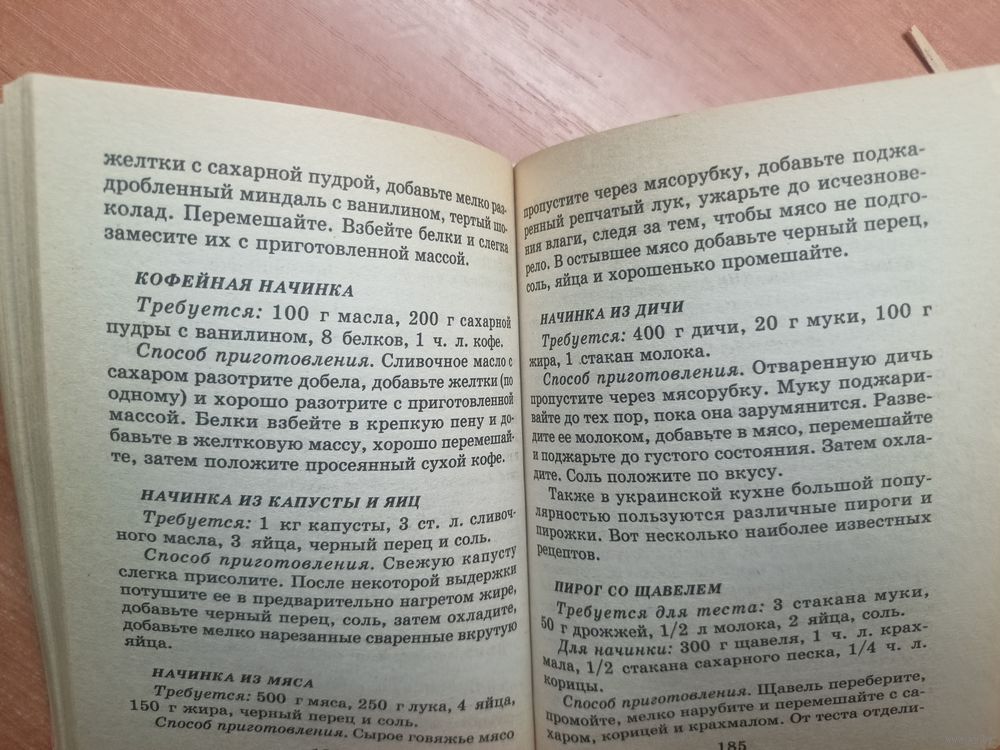 желтки с сахарной пудрой, добавьте мелко раз-
дробленный миндаль с ванилином, тертый шо-
колад. Перемешайте. Взбейте белки и слегка
замесите их с приготовленной массой.
КОФЕЙНАЯ НАЧИНКА
Требуется: 100 г масла, 200 г сахарной
пудры с ванилином, 8 белков, 1 ч. л. кофе.
Способ приготовления. Сливочное масло с
сахаром разотрите добела, добавьте желтки (по
одному) и хорошо разотрите с приготовленной
массой. Белки взбейте в крепкую пену и до-
бавьте в желтковую массу, хорошо перемешай-
те, затем положите просеянный сухой кофе.
НАЧИНКА ИЗ КАПУСТЫ И ЯИЦ
Требуется: 1 кг капусты, 3 ст. л. сливоч-
ного масла, 3 яйца, черный перец и соль.
Способ приготовления. Свежую капусту
слегка присолите. После некоторой выдержки
потушите ее в предварительно нагретом жире,
добавьте черный перец, соль, затем охладите,
добавьте мелко нарезанные сваренные вкрутую
яйца.
НАЧИНКА ИЗ МЯСА
Требуется: 500 г мяса, 250 г лука, 4 яйца,
150 г жира, черный перец и соль.
Способ приготовления. Сырое говяжье мясо
пропустите через мясорубку, добавьте поджа-
ренный репчатый лук, ужарьте до исчезнове-
ния влаги, следя за тем, чтобы мясо не подго-
рело. В остывшее мясо добавьте черный перец,
соль, яйца и хорошенько промешайте.
НАЧИНКА ИЗ ДИЧИ
Требуется: 400 г дичи, 20 г муки, 100 г
жира, 1 стакан молока.
Способ приготовления. Отваренную дичь
пропустите через мясорубку. Муку поджари-
вайте до тех пор, пока она зарумянится. Разве-
дите ее молоком, добавьте в мясо, перемешайте
и поджарьте до густого состояния. Затем охла-
дите. Соль положите по вкусу.
Также в украинской кухне большой попу-
лярностью пользуются различные пироги и
пирожки. Вот несколько наиболее известных
рецептов.
ПИРОГ СО ЩАВЕЛЕМ
Требуется для теста: 3 стакана муки,
50 г дрожжей, 1/2 л молока, 2 яйца, соль.
Для начинки: 300 г щавеля, 1 ч. л. крах-
мала, 1/2 стакана сахарного песка, 1/4 ч. л.
корицы.
Способ приготовления. Щавель переберите,
промойте, мелко нарубите и перемешайте с са-
харом, корицей и крахмалом. От теста отдели-
185